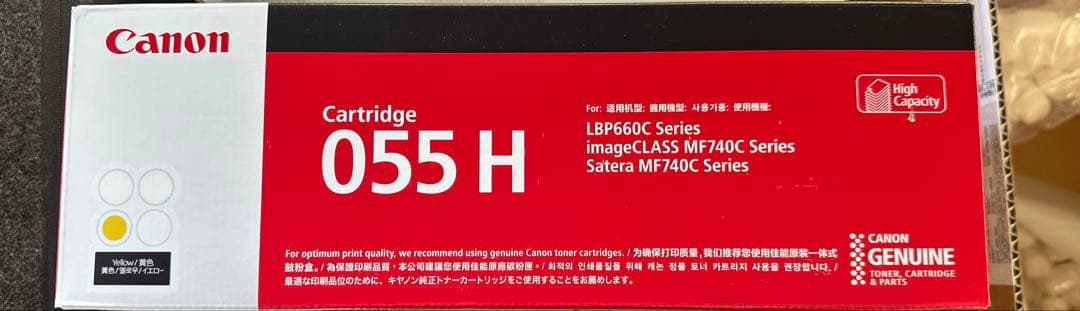 Canon
Cartridge
055 H
For: 适用机型: 適用機型: 사용기종: 使用機種:
LBP660C Series
imageCLASS MF740C Series
Satera MF740C Series
High
Capacity
Yellow/黄色
黃色/옐로우/イエロー
For optimum print quality, we recommend using genuine Canon toner cartridges. / 为确保打印质量,我们推荐您使用佳能原装一体式
鼓粉盒。/ 為保證印刷品質,本公司建議您使用佳能原廠碳粉匣。/ 최적의 인쇄품질을 위해 캐논 정품 토너 카트리지 사용을 권장합니다. /
最適な印刷品位のために、キヤノン純正トナーカートリッジをご使用することをお薦めします。
CANON
GENUINE
TONER, CARTRIDGE
& PARTS